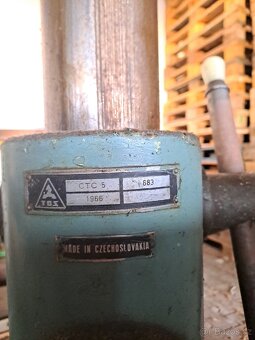 CTC 5 683
TOS 1966
MADE IN CZECHOSLOVAKIA